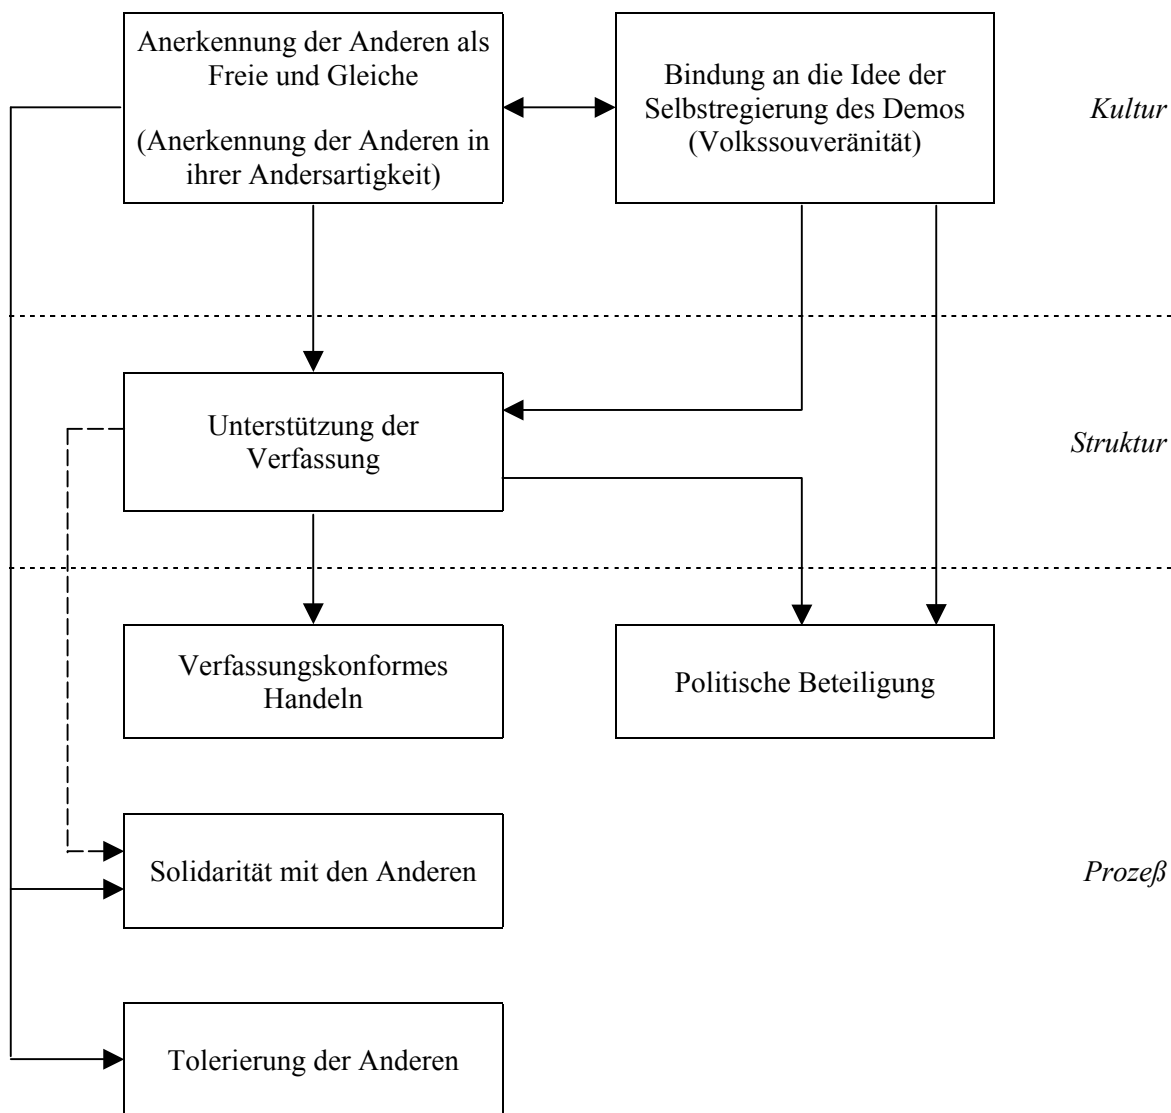 Anerkennung der Anderen als
Freie und Gleiche
(Anerkennung der Anderen in
ihrer Andersartigkeit)
Bindung an die Idee der
Selbstregierung des Demos
(Volkssouveränität)
Kultur
Unterstützung der
Verfassung
Struktur
Verfassungskonformes
Handeln
Politische Beteiligung
Solidarität mit den Anderen
Prozeß
Tolerierung der Anderen